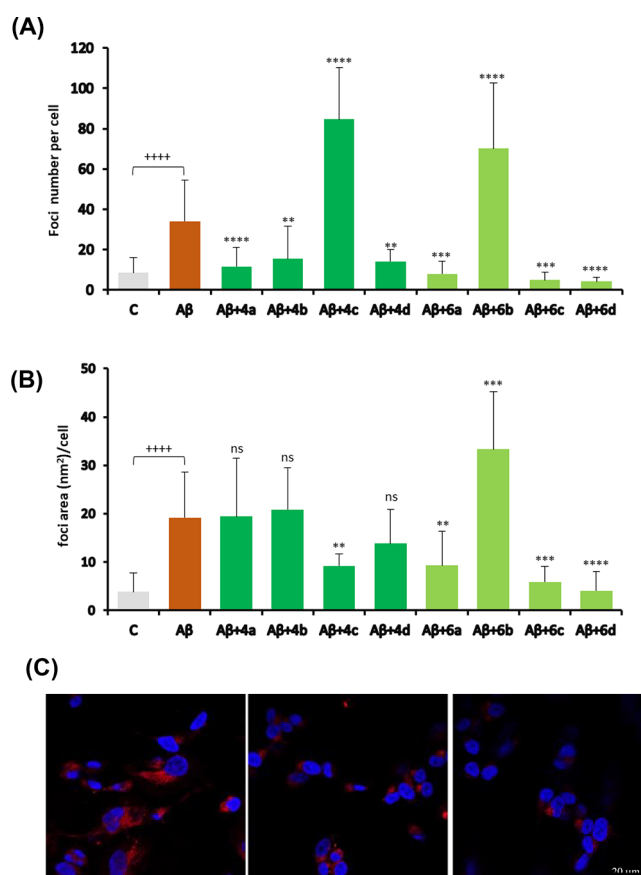 (A)
Foci number per cell
120
100
80
60
40
20
0
++++
****
**
****
**
***
****
***
****
C Aβ Aβ+4a Aβ+4b Aβ+4c Aβ+4d Aβ+6a Aβ+6b Aβ+6c Aβ+6d
(B)
foci area (nm²)/cell
50
40
30
20
10
0
++++
ns
ns
**
ns
**
***
***
****
C Aβ Aβ+4a Aβ+4b Aβ+4c Aβ+4d Aβ+6a Aβ+6b Aβ+6c Aβ+6d
(C)
20 µm